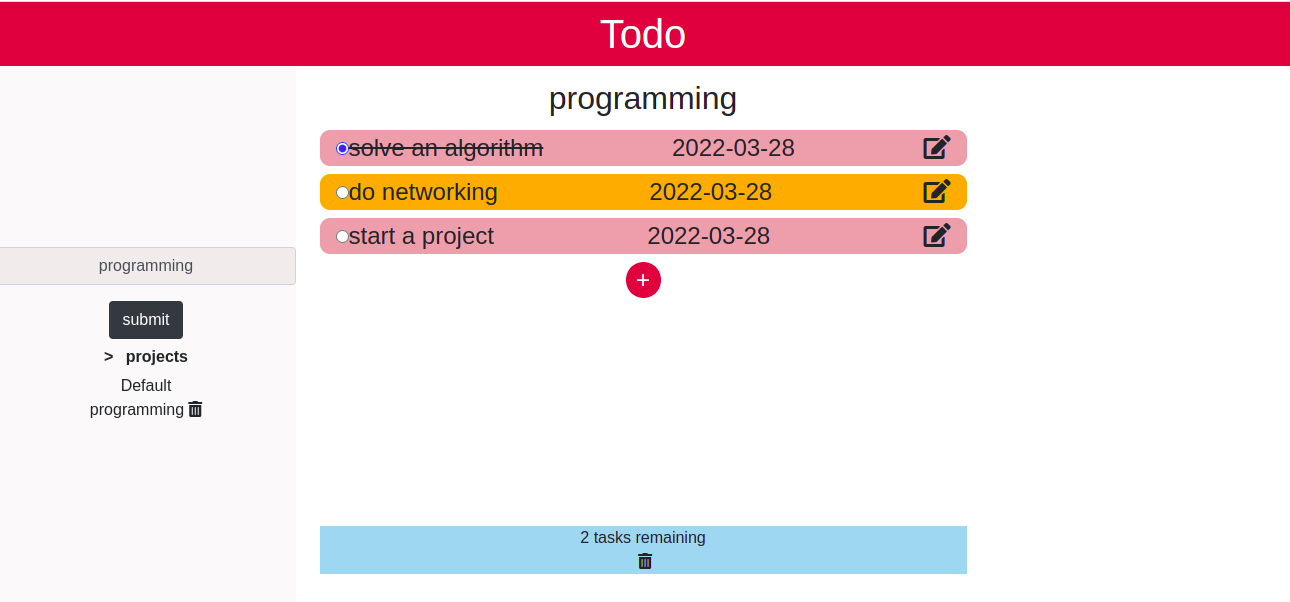 Todo
programming
submit
> projects
Default
programming
programming
solve an algorithm 2022-03-28
do networking 2022-03-28
start a project 2022-03-28
+
2 tasks remaining